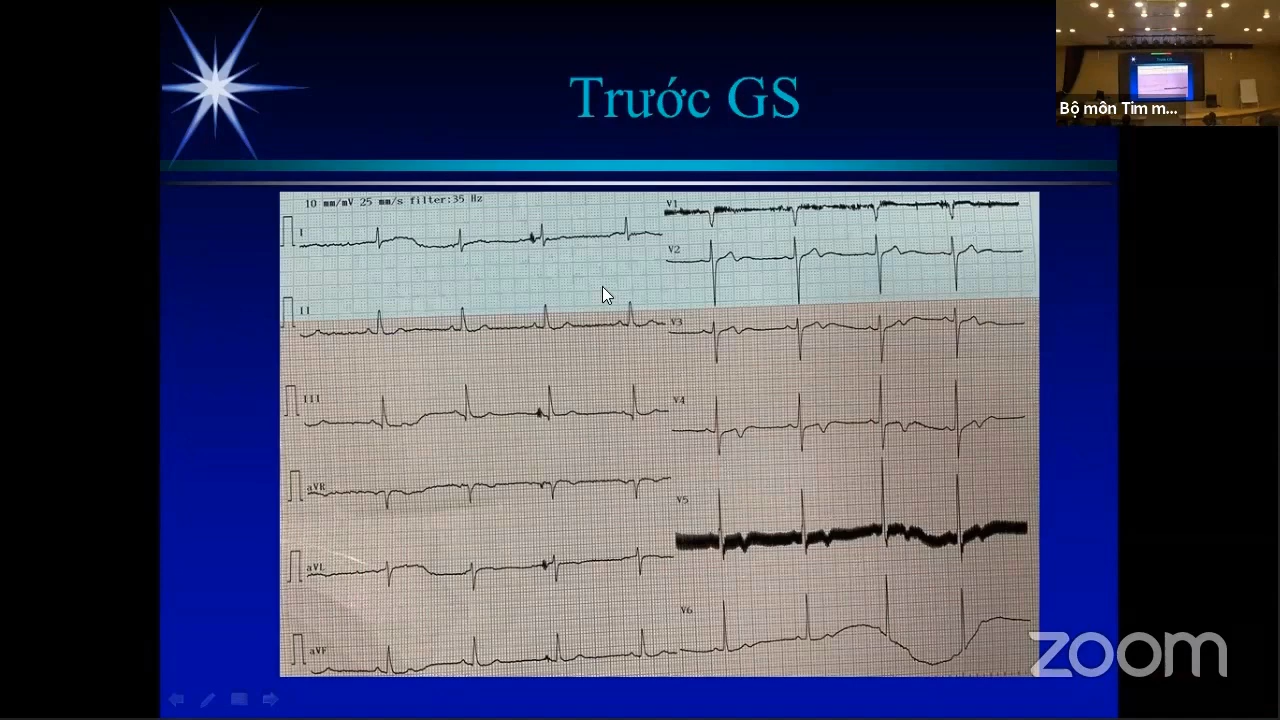 Trước GS
Bộ môn Tim m...
10 mm/mV 25 mm/s filter:35 Hz
I
II
III
aVR
aVL
aVF
V1
V2
V3
V4
V5
V6
zoom